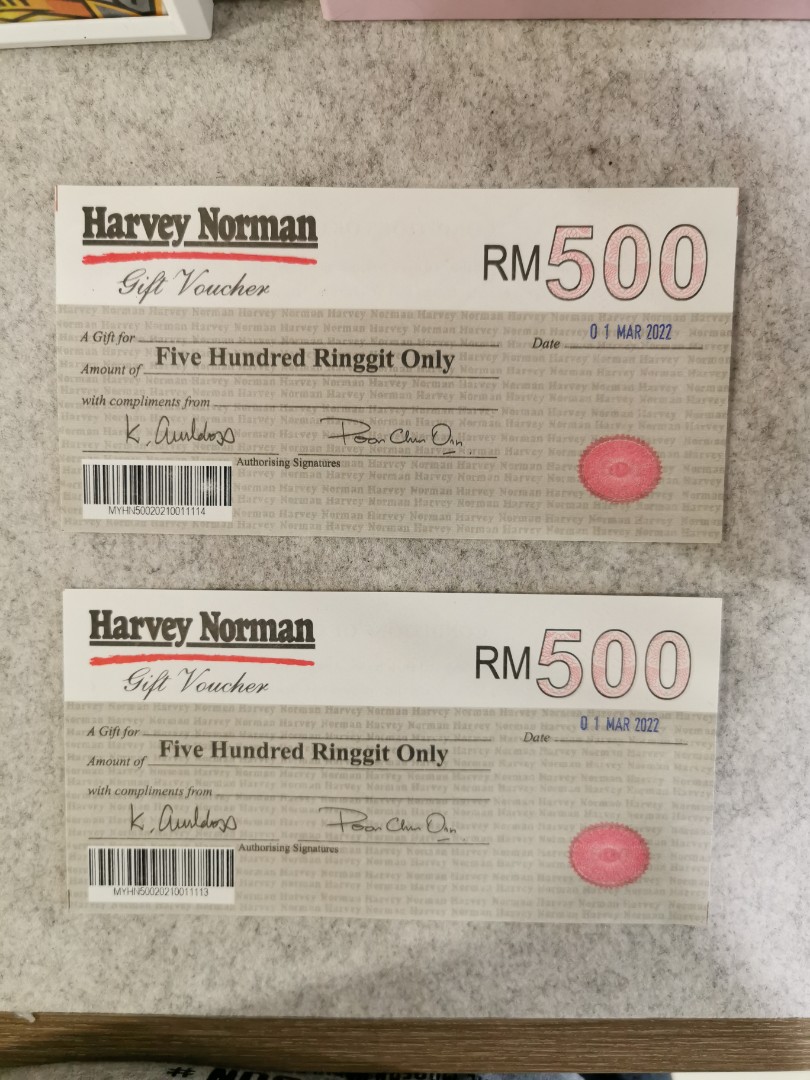 Harvey Norman
Gift Voucher
RM500
A Gift for
Date 01 MAR 2022
Amount of Five Hundred Ringgit Only
with compliments from
Authorising Signatures
MYHN50020210011114
Harvey Norman
Gift Voucher
RM500
A Gift for
Date 01 MAR 2022
Amount of Five Hundred Ringgit Only
with compliments from
Authorising Signatures
MYHN50020210011113